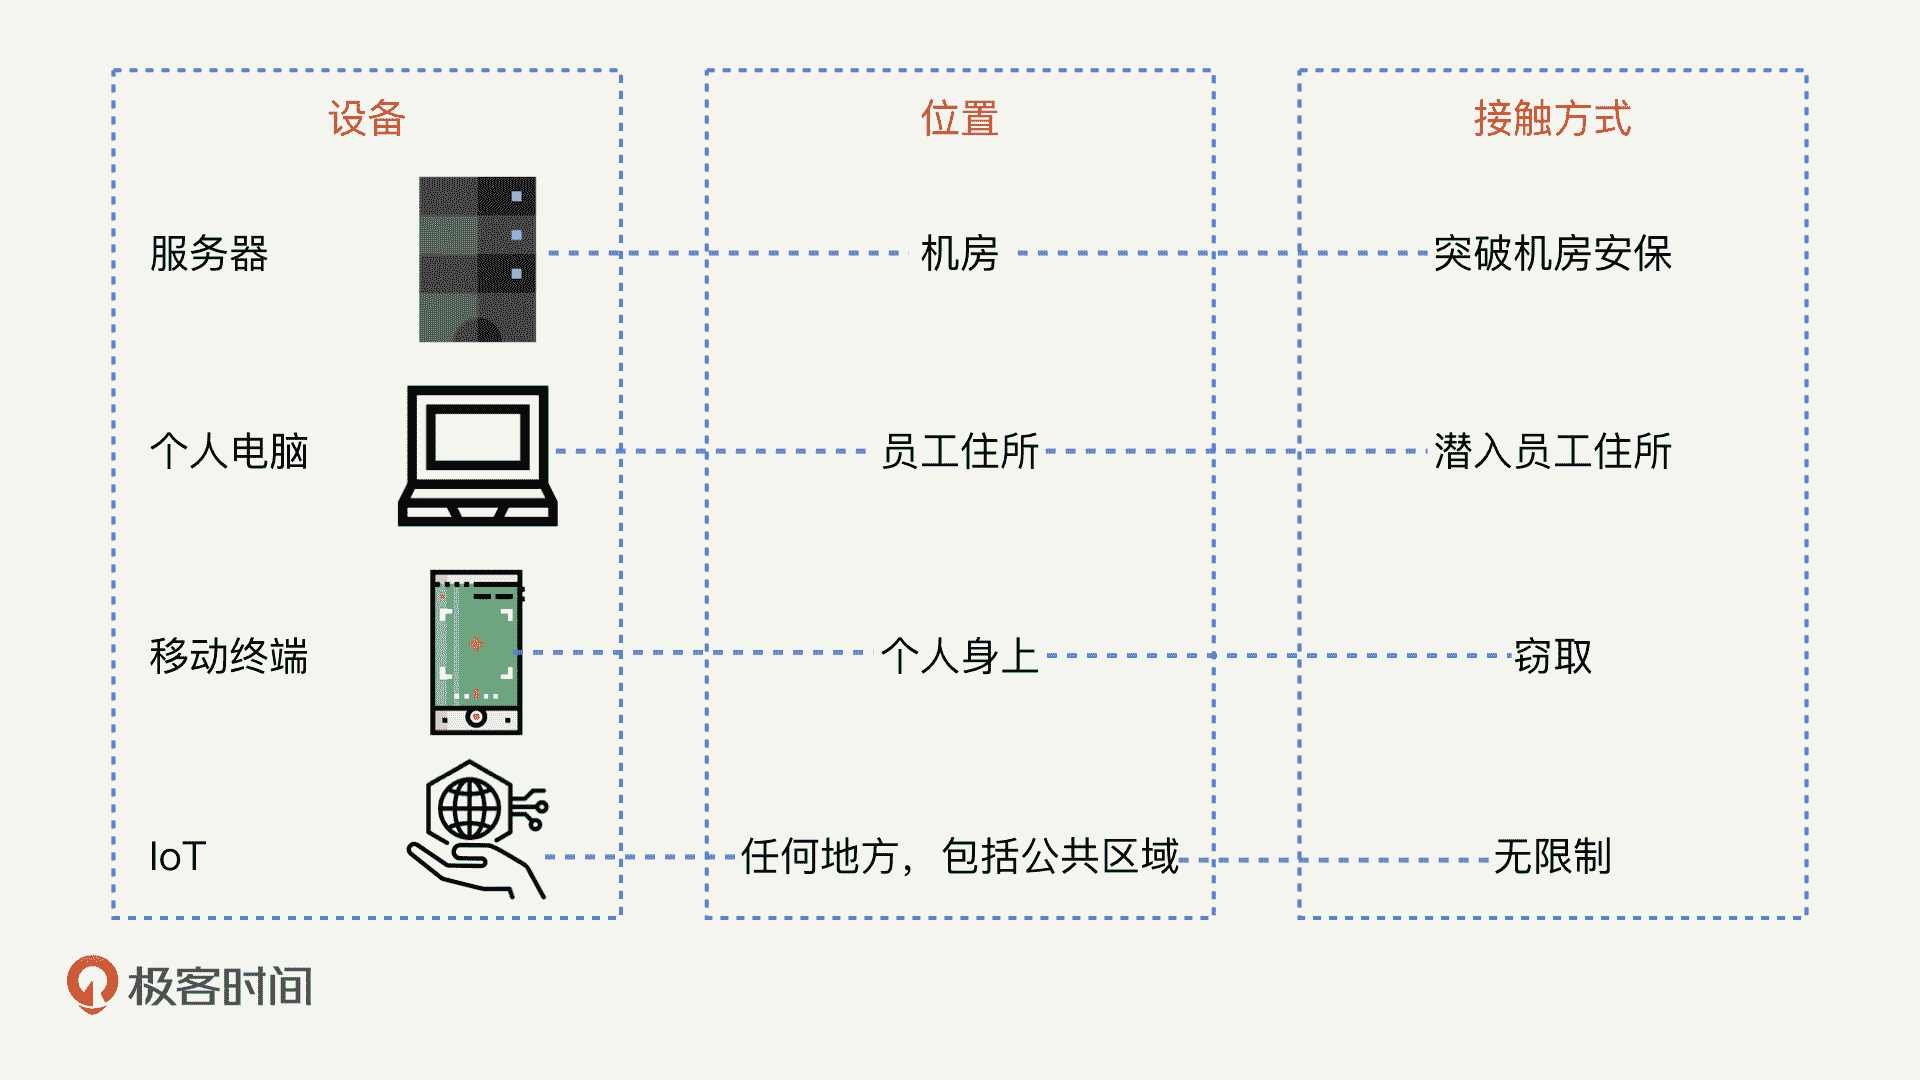 设备 位置 接触方式
服务器 机房 突破机房安保
个人电脑 员工住所 潜入员工住所
移动终端 个人身上 窃取
IoT 任何地方，包括公共区域 无限制
极客时间